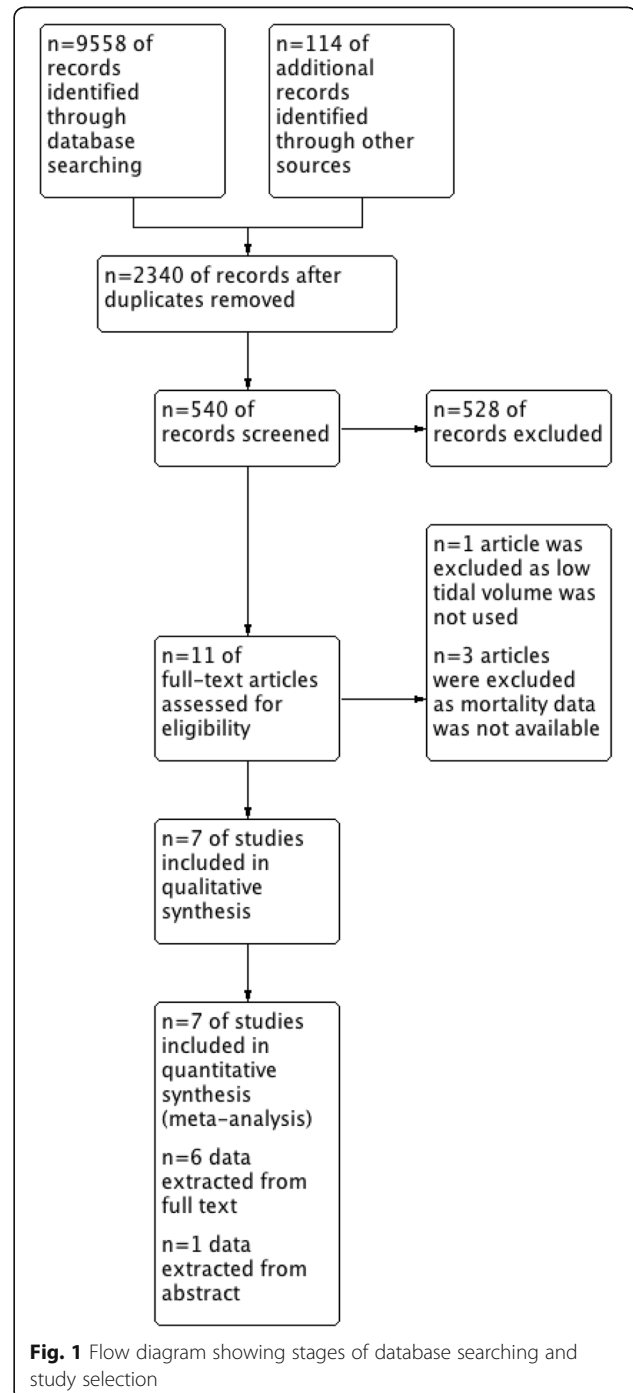 n=9558 of
records
identified
through
database
searching
n=114 of
additional
records
identified
through other
sources
n=2340 of records after
duplicates removed
n=540 of
records screened
n=528 of
records excluded
n=11 of
full-text articles
assessed for
eligibility
n=1 article was
excluded as low
tidal volume was
not used
n=3 articles
were excluded
as mortality data
was not available
n=7 of studies
included in
qualitative
synthesis
n=7 of studies
included in
quantitative
synthesis
(meta-analysis)
n=6 data
extracted from
full text
n=1 data
extracted from
abstract
Fig. 1 Flow diagram showing stages of database searching and
study selection